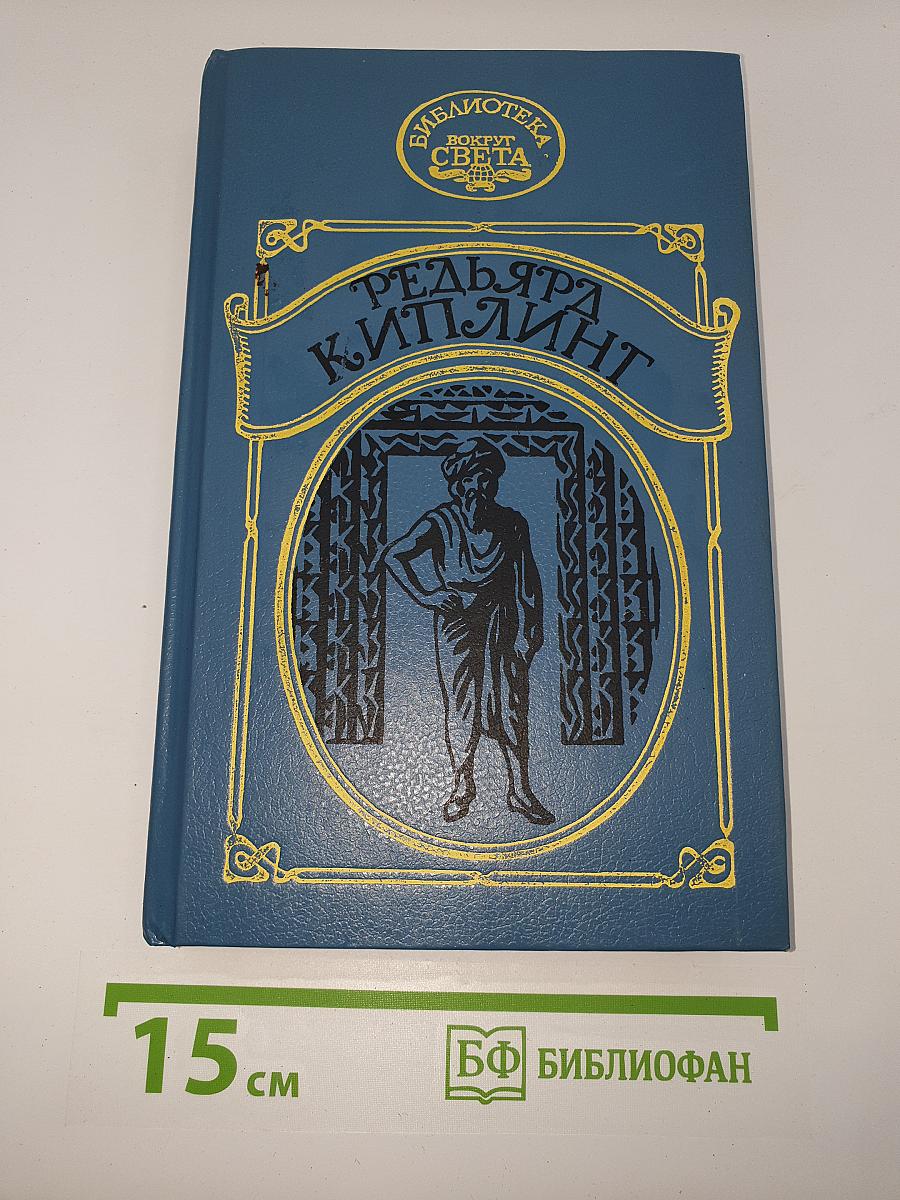 БИБЛИОТЕКА
ВОКРУГ
СВЕТА
РЕДЬЯРД
КИПЛИНГ
15 см
БФ БИБЛИОФАН